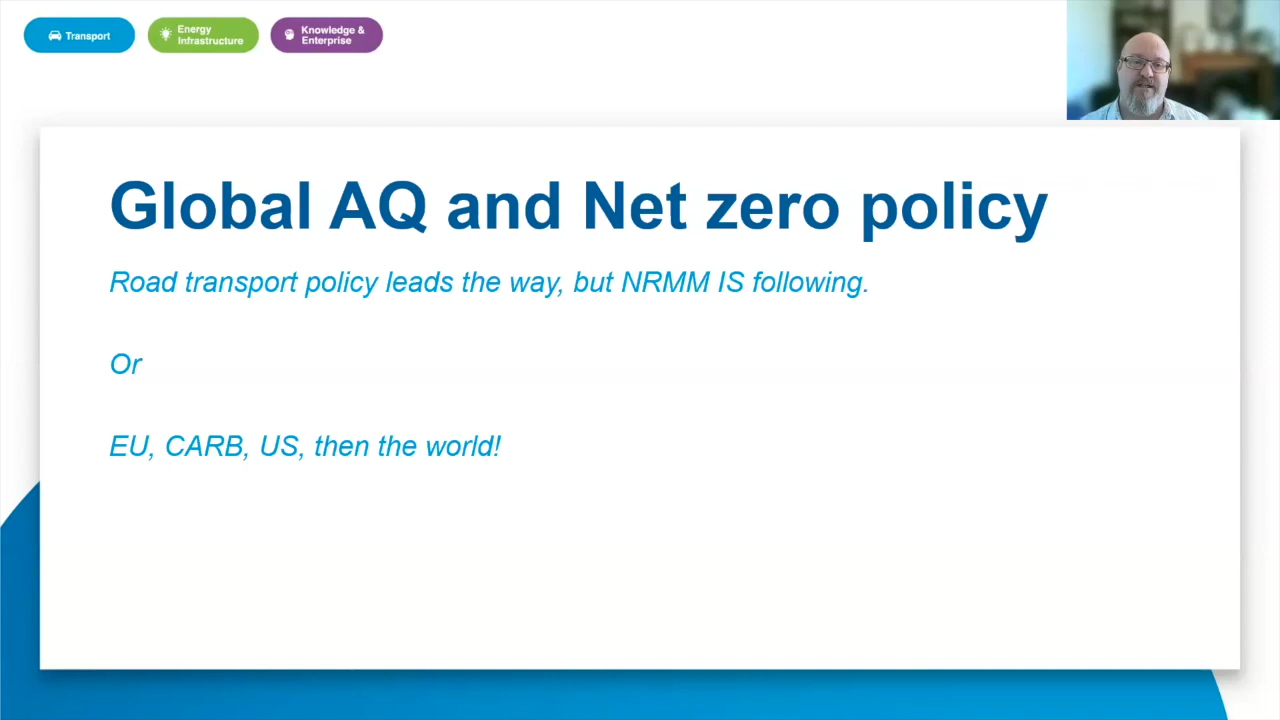 Transport
Energy
Infrastructure
Knowledge &
Enterprise
Global AQ and Net zero policy
Road transport policy leads the way, but NRMM IS following.
Or
EU, CARB, US, then the world!